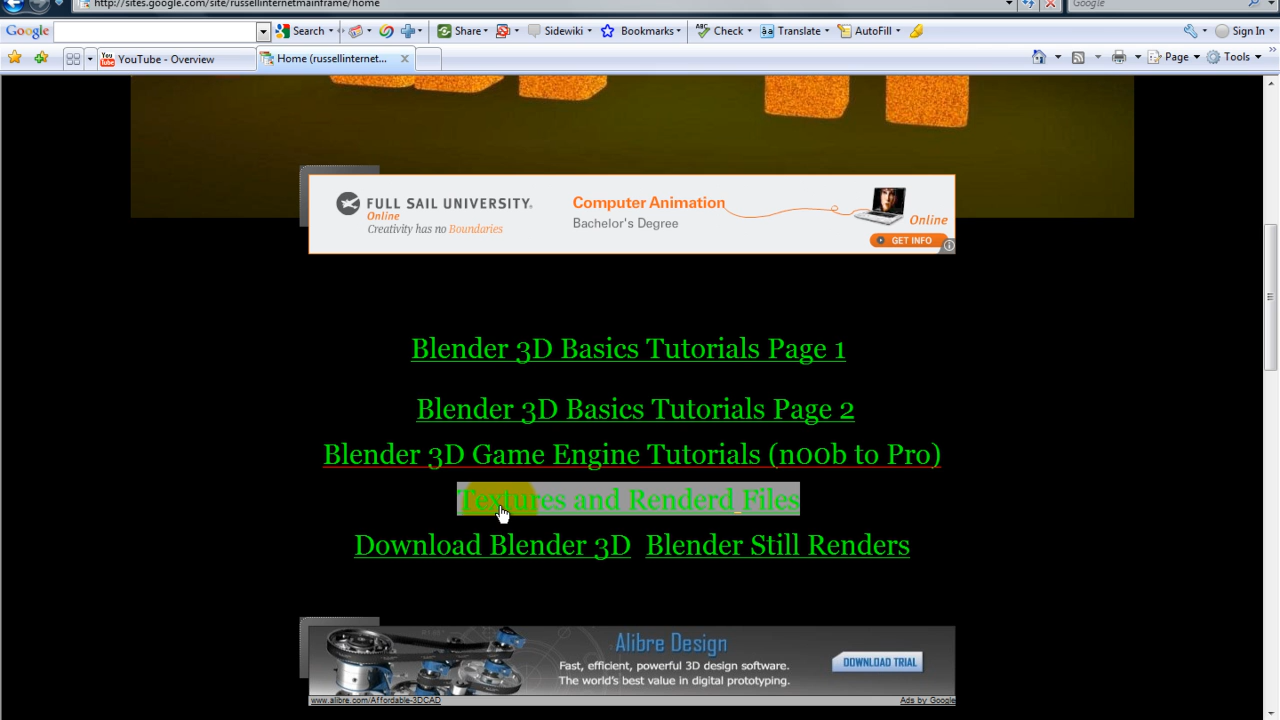 http://sites.google.com/site/russellinternetmainframe/home
Google
Google Search Share Sidewiki Bookmarks Check Translate AutoFill Sign In
YouTube - Overview Home (russellinternet... Page Tools
FULL SAIL UNIVERSITY.
Online
Creativity has no Boundaries
Computer Animation
Bachelor's Degree
Online
GET INFO
Blender 3D Basics Tutorials Page 1
Blender 3D Basics Tutorials Page 2
Blender 3D Game Engine Tutorials (n00b to Pro)
Textures and Renderd Files
Download Blender 3D Blender Still Renders
Alibre Design
Fast, efficient, powerful 3D design software.
The world's best value in digital prototyping.
DOWNLOAD TRIAL
www.alibre.com/Affordable-3DCAD Ads by Google